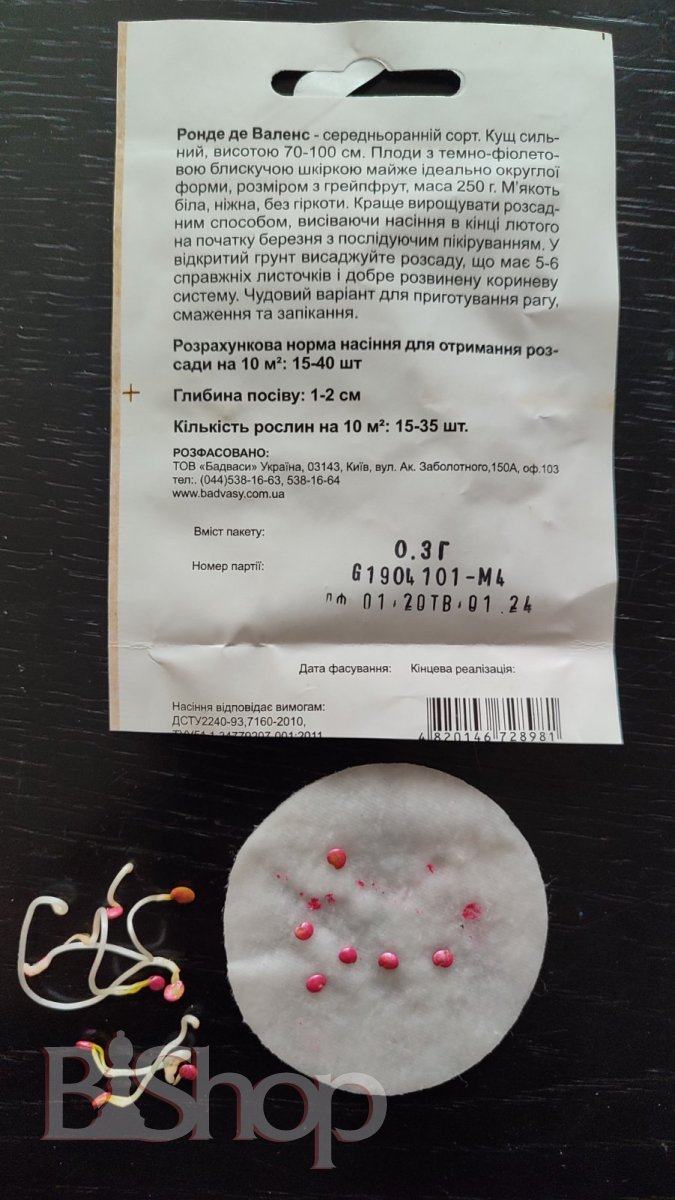 Ронде де Валенс - середньоранній сорт. Кущ силь-
ний, висотою 70-100 см. Плоди з темно-фіолето-
вою блискучою шкіркою майже ідеально округлої
форми, розміром з грейпфрут, маса 250 г. М'якоть
біла, ніжна, без гіркоти. Краще вирощувати розсад-
ним способом, висіваючи насіння в кінці лютого
на початку березня з послідуючим пікіруванням. У
відкритий грунт висаджуйте розсаду, що має 5-6
справжніх листочків і добре розвинену кориневу
систему. Чудовий варіант для приготування рагу,
смаження та запікання.
Розрахункова норма насіння для отримання роз-
сади на 10 м²: 15-40 шт
Глибина посіву: 1-2 см
Кількість рослин на 10 м²: 15-35 шт.
РОЗФАСОВАНО:
ТОВ «Бадваси» Україна, 03143, Київ, вул. Ак. Заболотного,150А, оф.103
тел:. (044)538-16-63, 538-16-64
www.badvasy.com.ua
Вміст пакету:
0.3Г
Номер партії:
G1904101-М4
01.20ТВ.01.24
Дата фасування: Кінцева реалізація:
Насіння відповідає вимогам:
ДСТУ2240-93,7160-2010,
4820146728981
BiShop